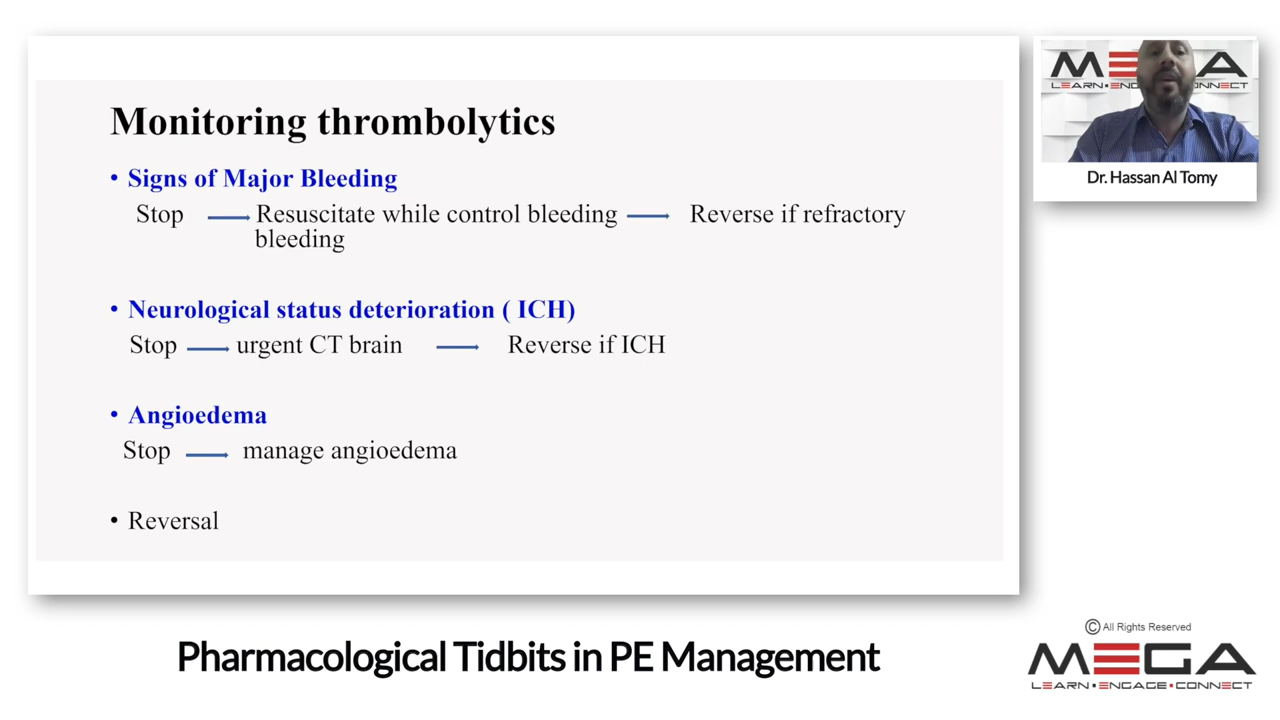 Monitoring thrombolytics
• Signs of Major Bleeding
Stop → Resuscitate while control bleeding → Reverse if refractory
bleeding
• Neurological status deterioration ( ICH)
Stop → urgent CT brain → Reverse if ICH
• Angioedema
Stop → manage angioedema
• Reversal
Dr. Hassan Al Tomy
Pharmacological Tidbits in PE Management
© All Rights Reserved
MEGA
LEARN • ENGAGE • CONNECT